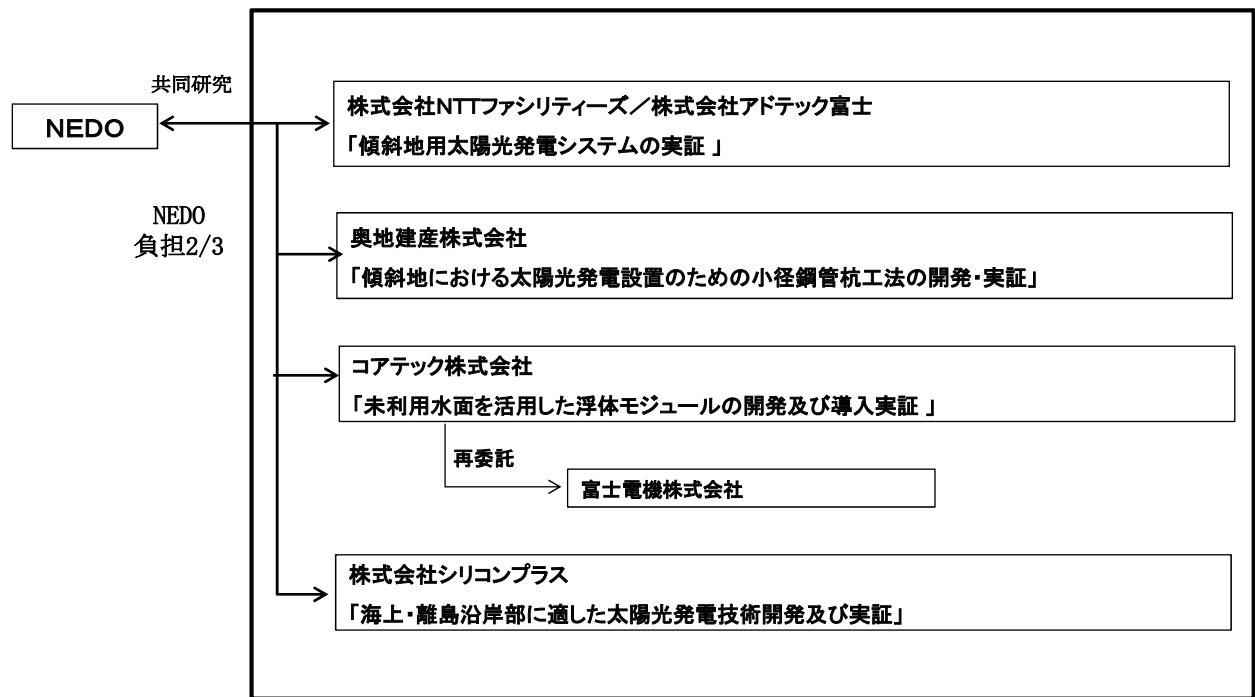 共同研究
NEDO
NEDO
負担2/3
株式会社NTTファシリティーズ／株式会社アドテック富士
「傾斜地用太陽光発電システムの実証 」
奥地建産株式会社
「傾斜地における太陽光発電設置のための小径鋼管杭工法の開発・実証」
コアテック株式会社
「未利用水面を活用した浮体モジュールの開発及び導入実証 」
再委託
富士電機株式会社
株式会社シリコンプラス
「海上・離島沿岸部に適した太陽光発電技術開発及び実証」